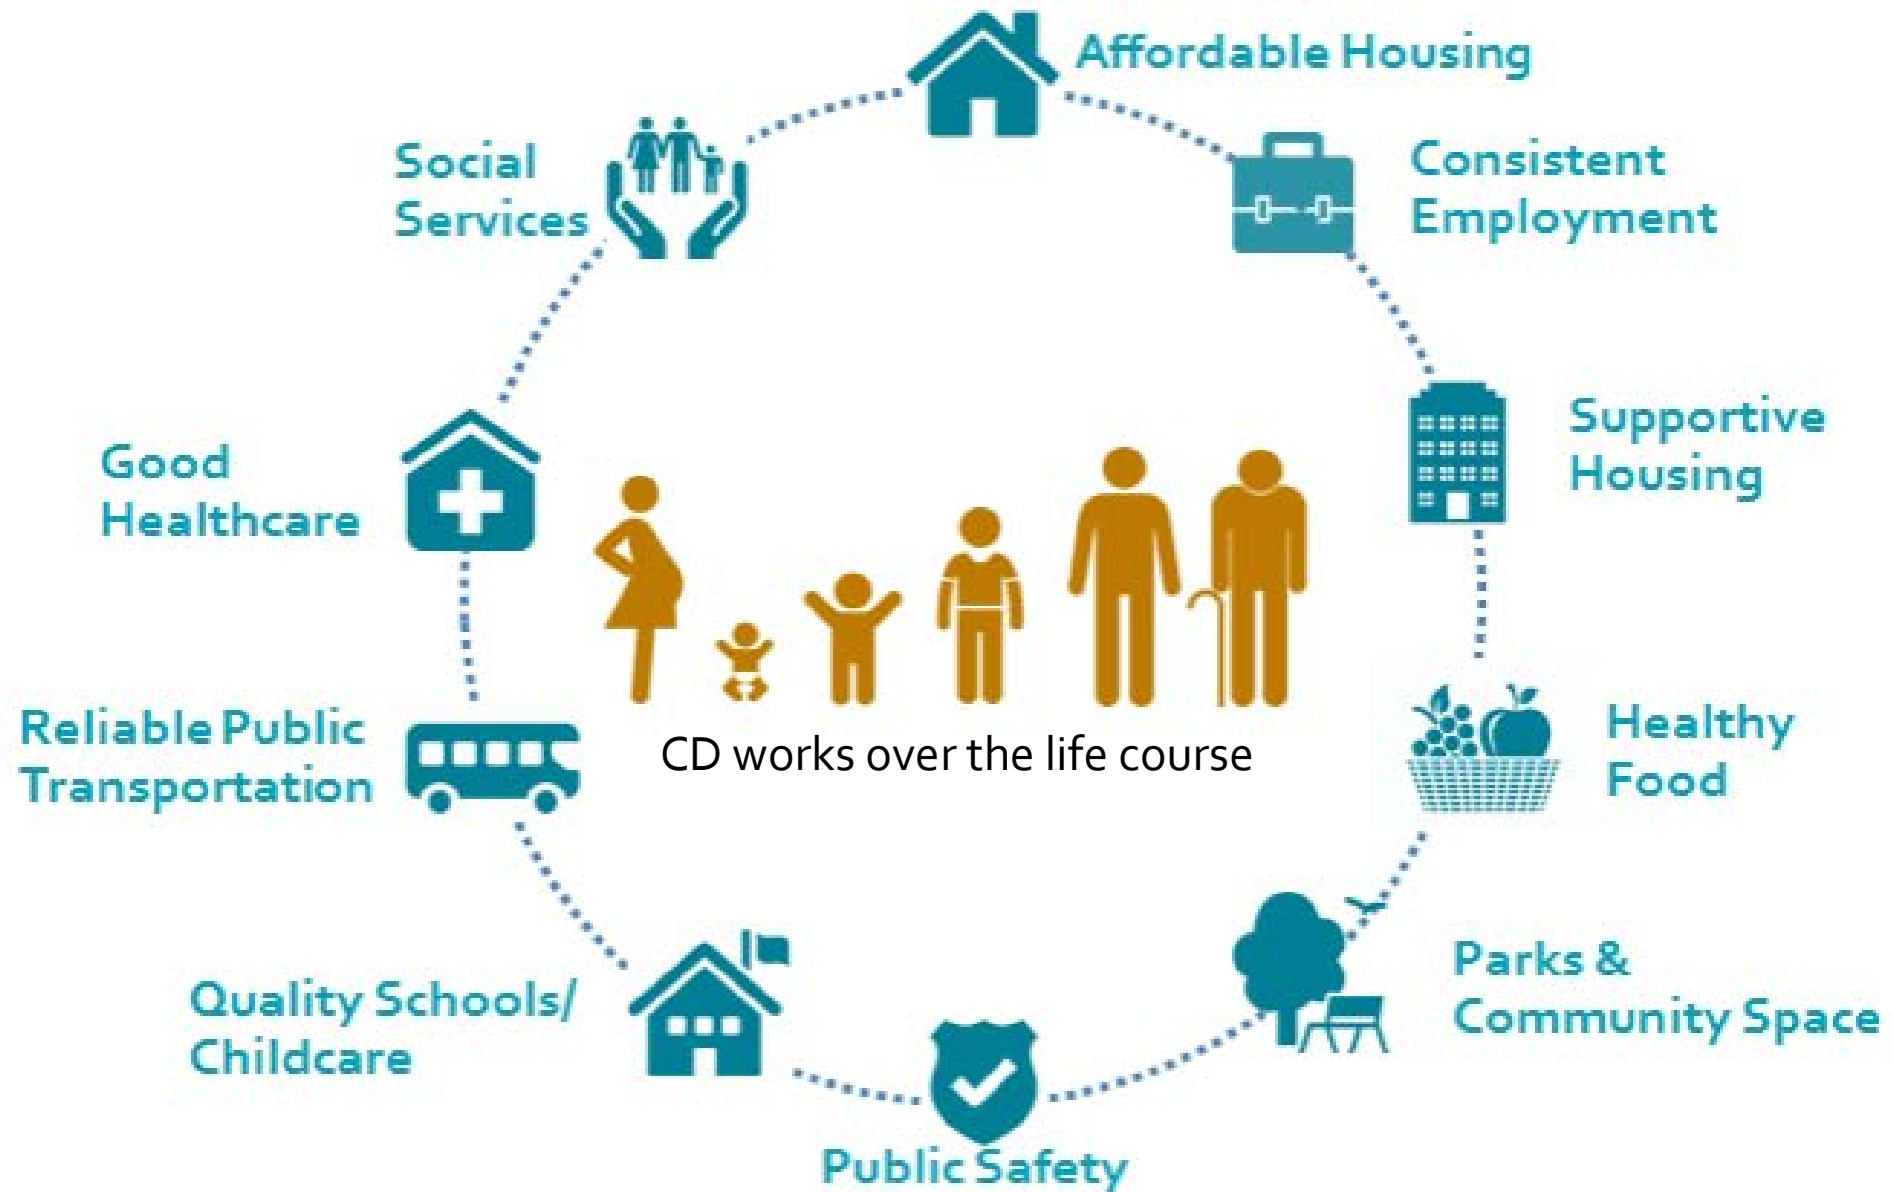 Affordable Housing
Consistent
Employment
Supportive
Housing
Healthy
Food
Parks &
Community Space
Public Safety
Quality Schools/
Childcare
Reliable Public
Transportation
Good
Healthcare
Social
Services
CD works over the life course